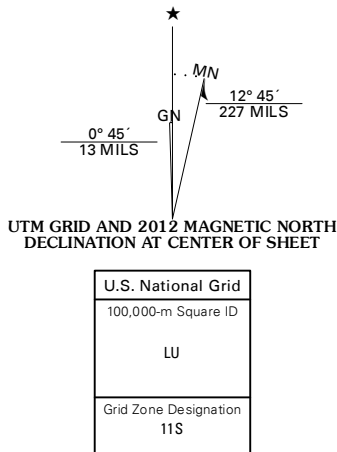 ★
MN
GN
12° 45´
227 MILS
0° 45´
13 MILS
UTM GRID AND 2012 MAGNETIC NORTH
DECLINATION AT CENTER OF SHEET
U.S. National Grid
100,000-m Square ID
LU
Grid Zone Designation
11S